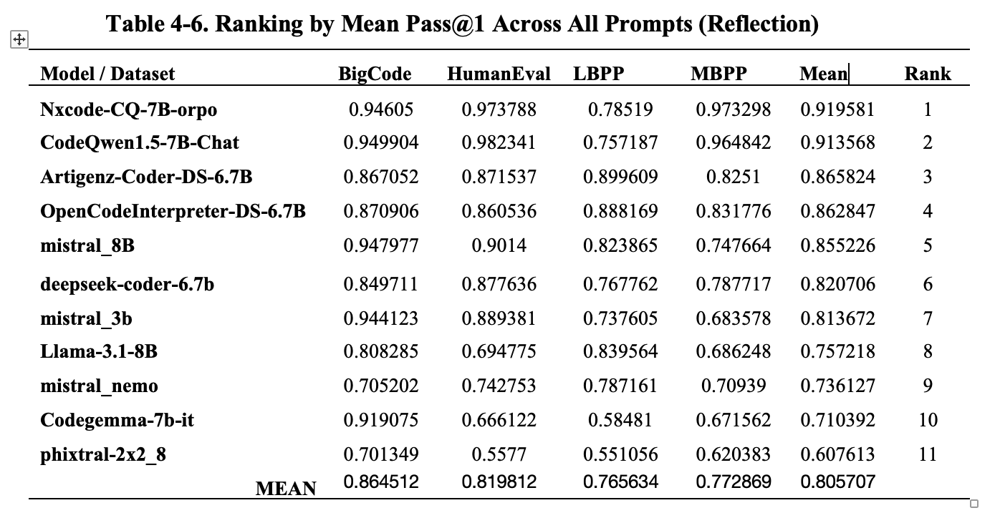 Table 4-6. Ranking by Mean Pass@1 Across All Prompts (Reflection)
Model / Dataset BigCode HumanEval LBPP MBPP Mean Rank
Nxcode-CQ-7B-orpo 0.94605 0.973788 0.78519 0.973298 0.919581 1
CodeQwen1.5-7B-Chat 0.949904 0.982341 0.757187 0.964842 0.913568 2
Artigenz-Coder-DS-6.7B 0.867052 0.871537 0.899609 0.8251 0.865824 3
OpenCodeInterpreter-DS-6.7B 0.870906 0.860536 0.888169 0.831776 0.862847 4
mistral_8B 0.947977 0.9014 0.823865 0.747664 0.855226 5
deepseek-coder-6.7b 0.849711 0.877636 0.767762 0.787717 0.820706 6
mistral_3b 0.944123 0.889381 0.737605 0.683578 0.813672 7
Llama-3.1-8B 0.808285 0.694775 0.839564 0.686248 0.757218 8
mistral_nemo 0.705202 0.742753 0.787161 0.70939 0.736127 9
Codegemma-7b-it 0.919075 0.666122 0.58481 0.671562 0.710392 10
phixtral-2x2_8 0.701349 0.5577 0.551056 0.620383 0.607613 11
MEAN 0.864512 0.819812 0.765634 0.772869 0.805707